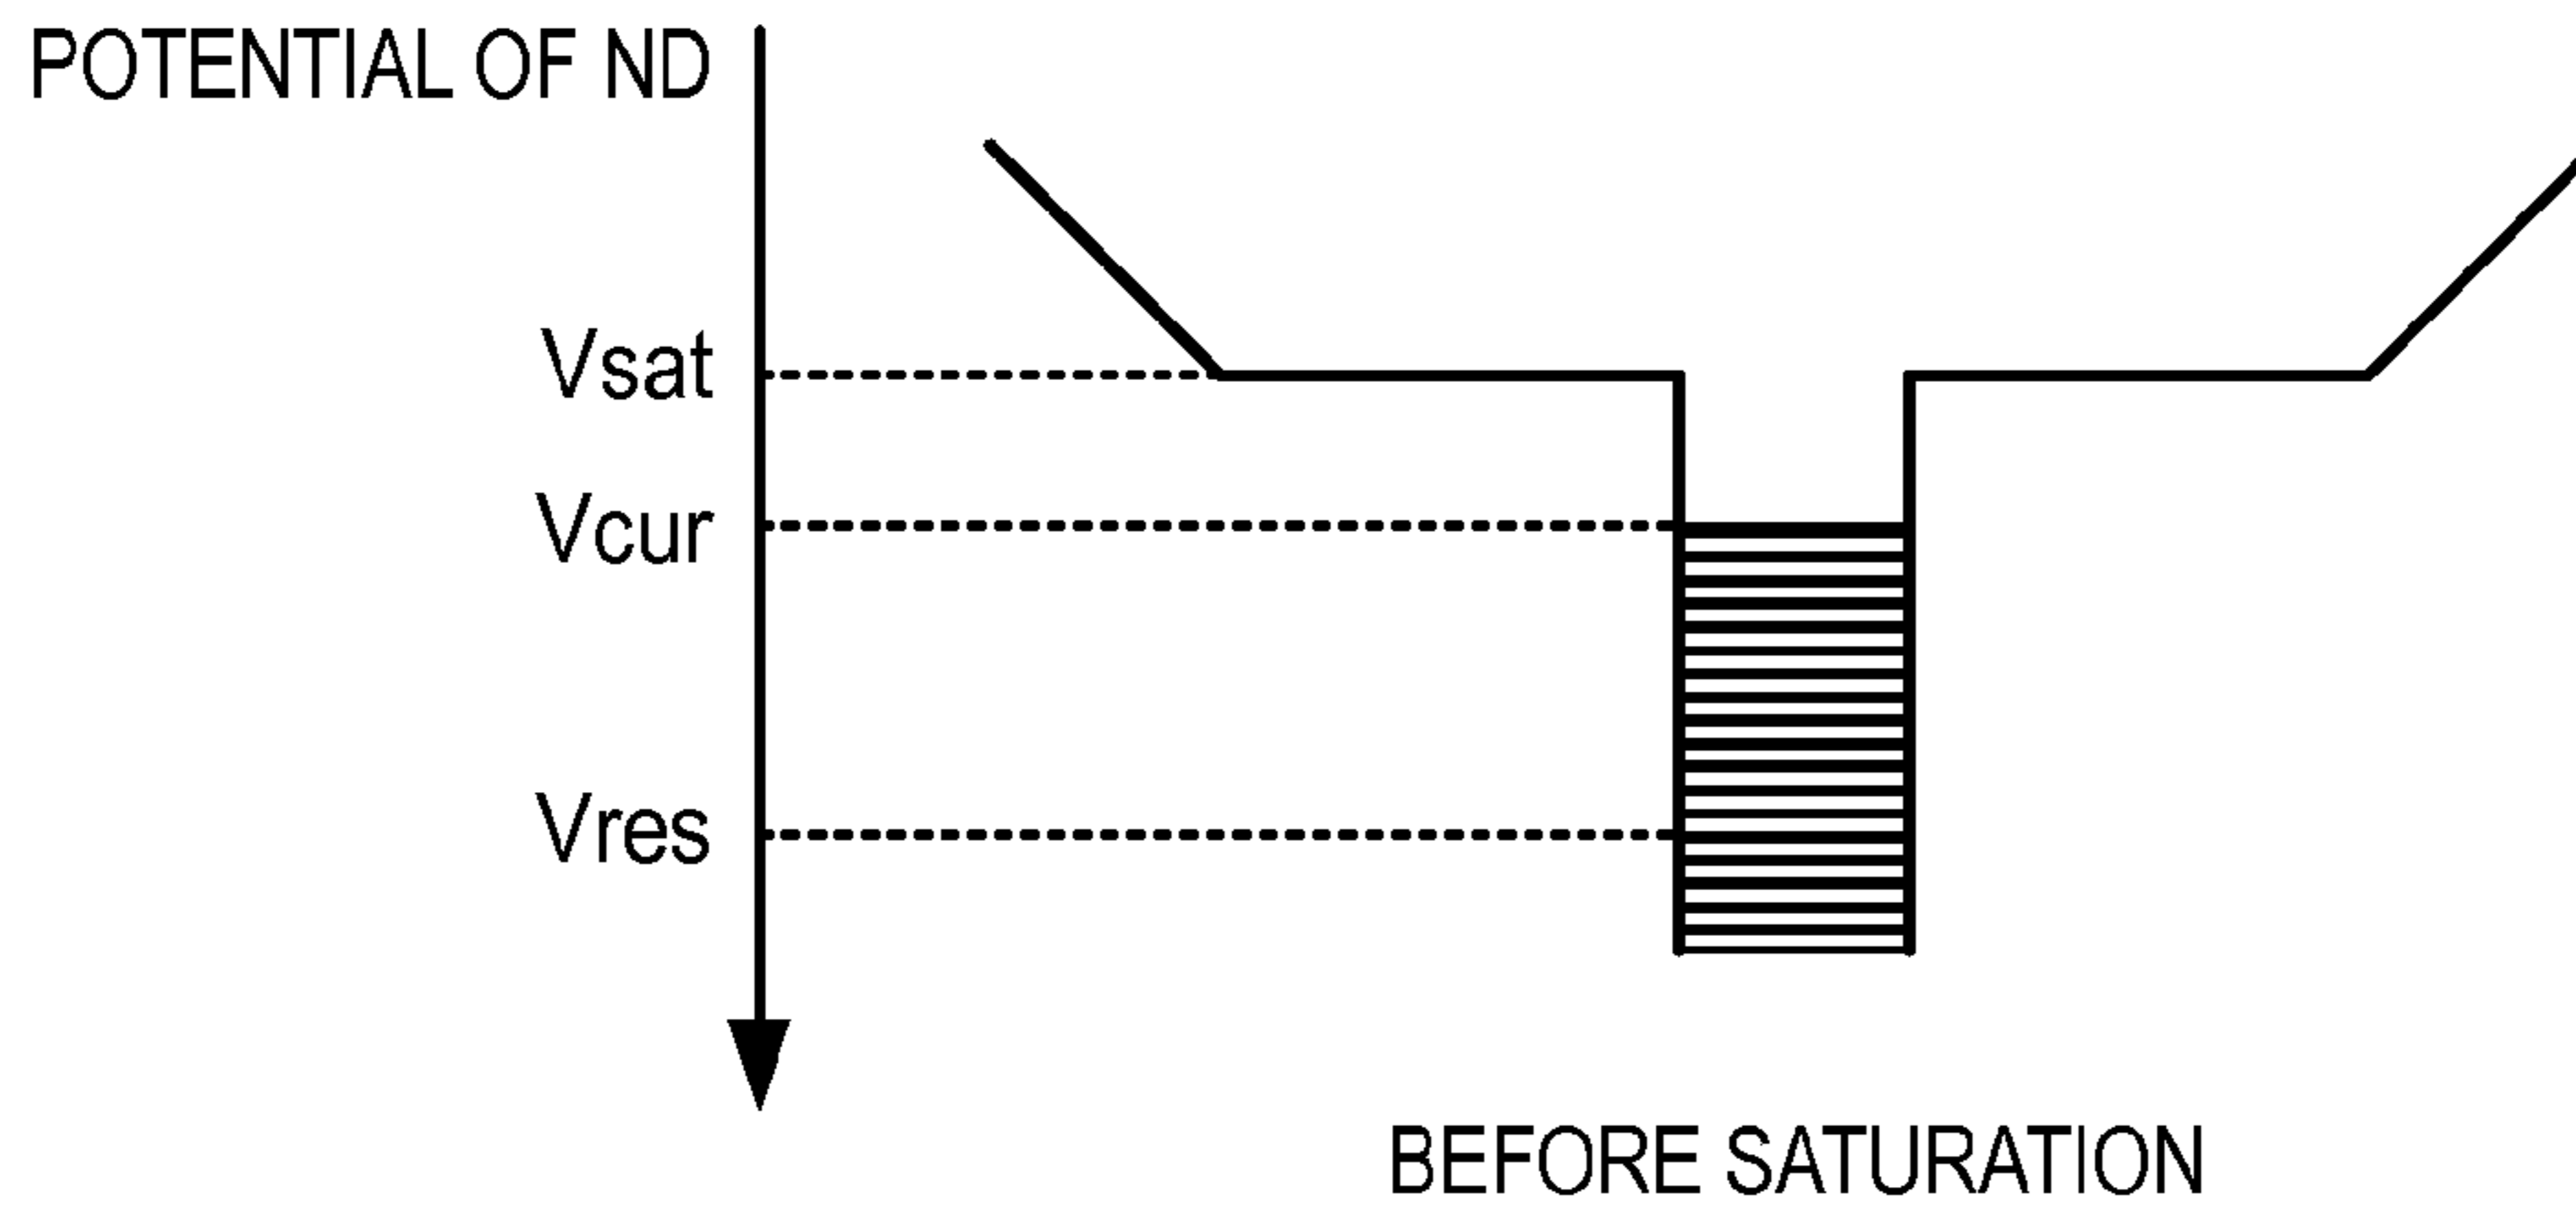 POTENTIAL OF ND
Vsat
Vcur
Vres
BEFORE SATURATION